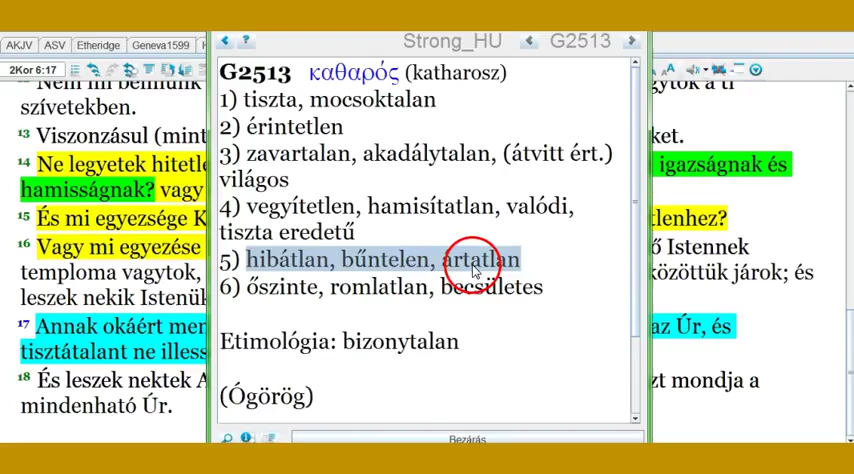 Strong_HU G2513
AKJV ASV Etheridge Geneva1599
2Kor 6:17
G2513 καθαρός (katharosz)
1) tiszta, mocsoktalan
2) érintetlen
3) zavartalan, akadálytalan, (átvitt ért.)
világos
4) vegyítetlen, hamisítatlan, valódi,
tiszta eredetű
5) hibátlan, bűntelen, ártatlan
6) őszinte, romlatlan, becsületes
Etimológia: bizonytalan
(Ógörög)
Bezárás
szívetekben.
13 Viszonzásul (mint ket.
14 Ne legyetek hitetle igazságnak és
hamisságnak? vagy
15 És mi egyezsége K tlenhez?
16 Vagy mi egyezése ő Istennek
temploma vagytok, közöttük járok; és
leszek nekik Istenük
17 Annak okáért men az Úr, és
tisztátalant ne illess
18 És leszek nektek A zt mondja a
mindenható Úr.